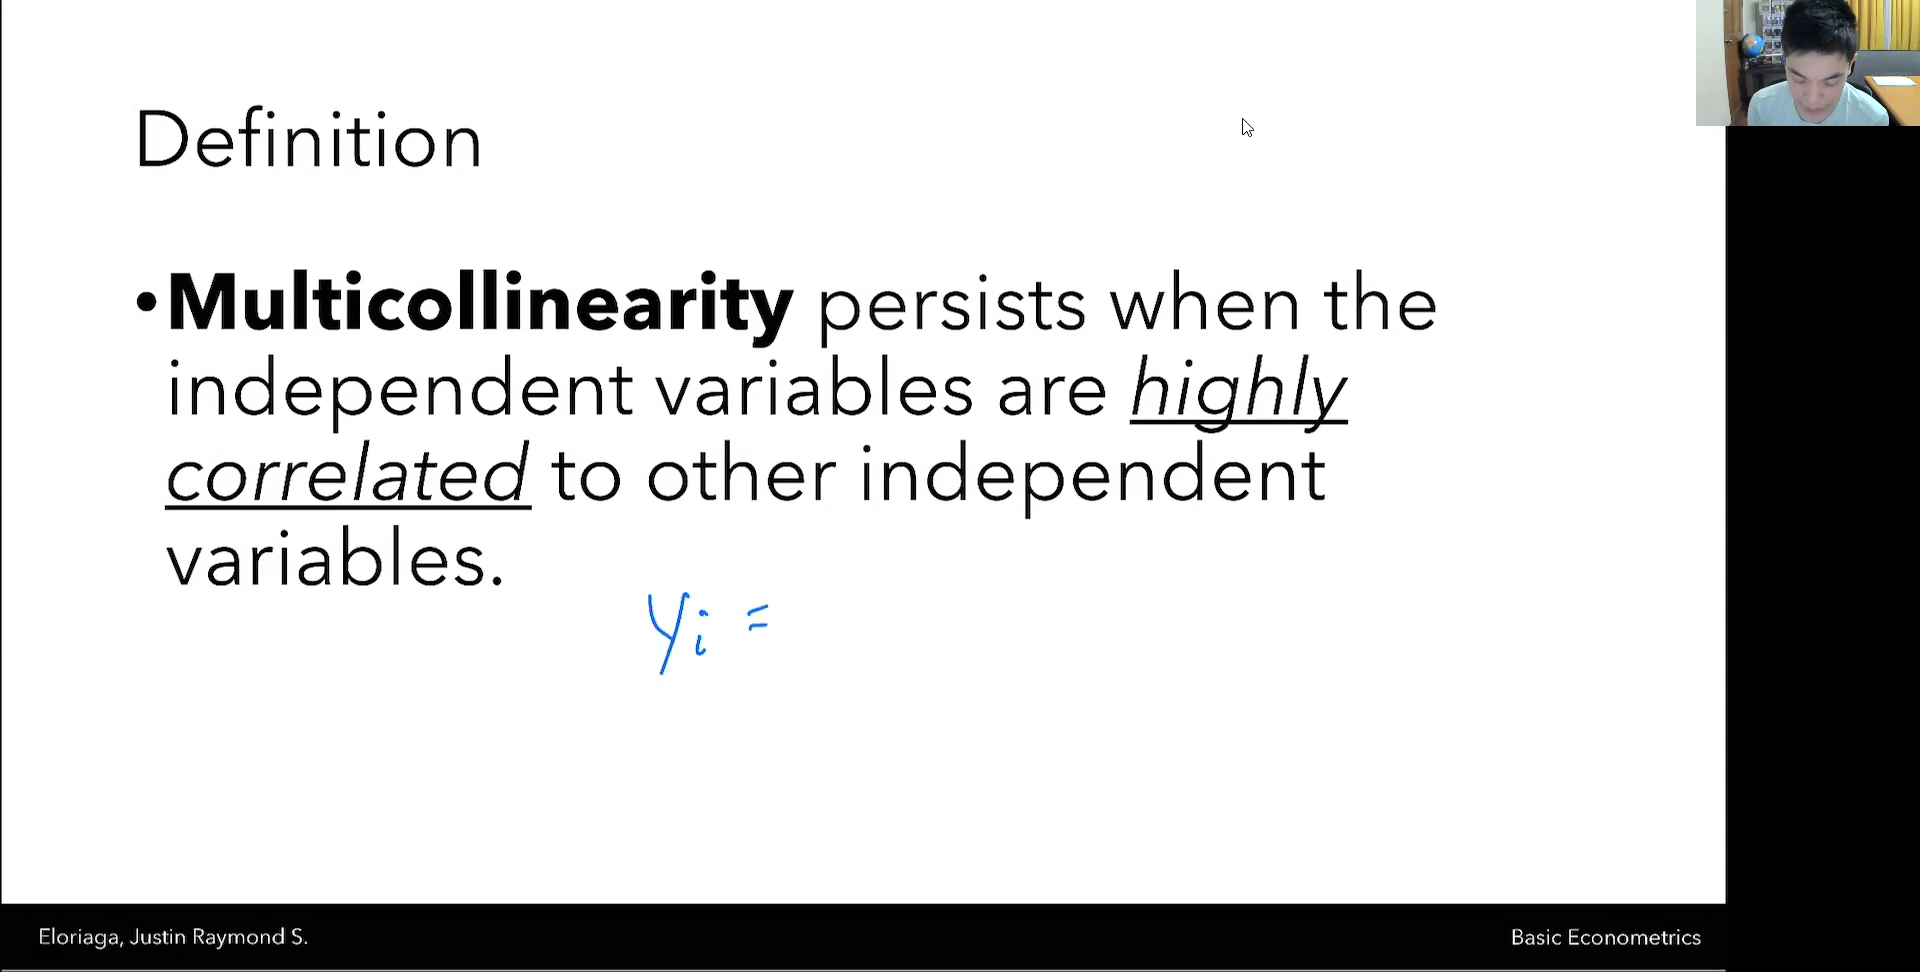 Definition
•Multicollinearity persists when the
independent variables are highly
correlated to other independent
variables.
Yi =
Eloriaga, Justin Raymond S.
Basic Econometrics